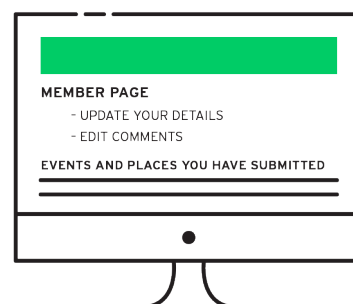 MEMBER PAGE
- UPDATE YOUR DETAILS
- EDIT COMMENTS
EVENTS AND PLACES YOU HAVE SUBMITTED